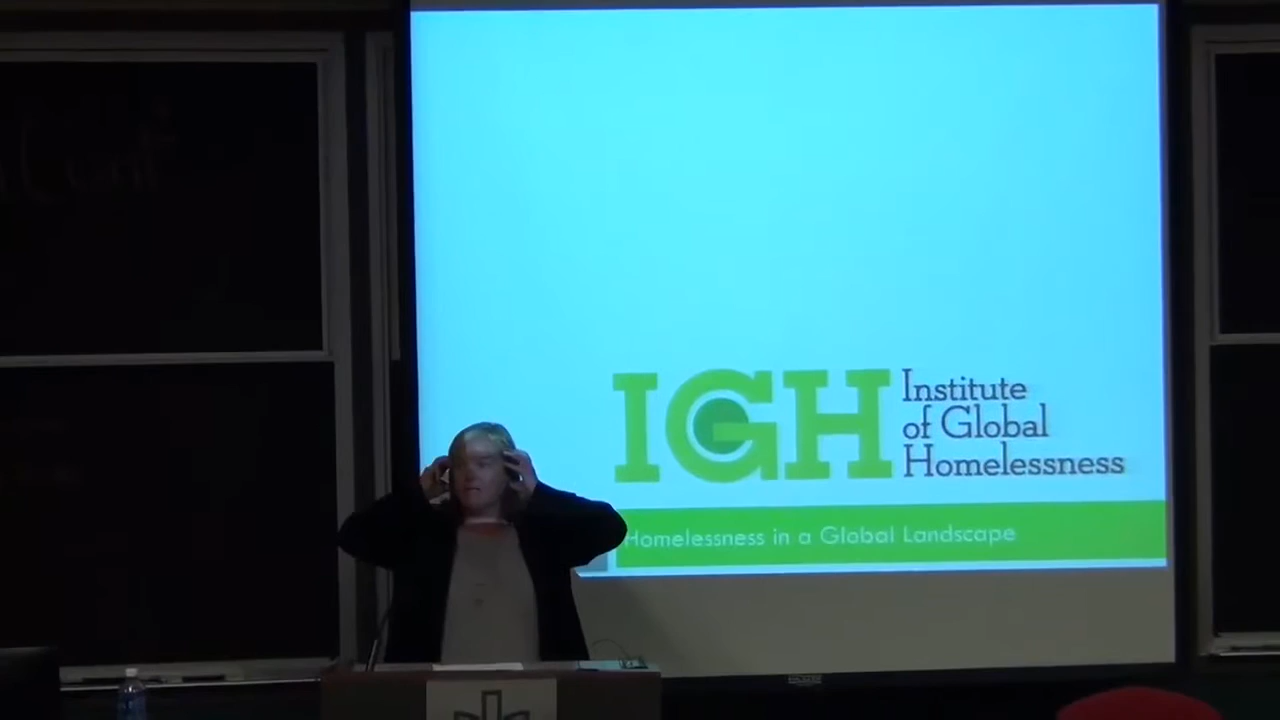 IGH
Institute
of Global
Homelessness
Homelessness in a Global Landscape